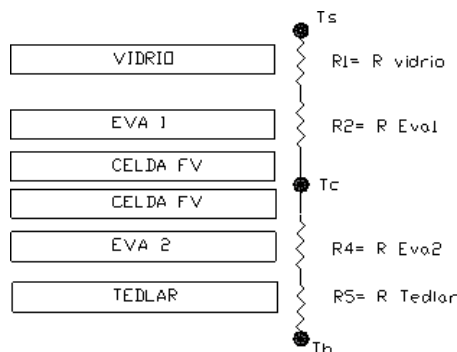 Ts
VIDRIO
R1= R vidrio
EVA 1
R2= R Eva1
CELDA FV
Tc
CELDA FV
EVA 2
R4= R Eva2
TEDLAR
R5= R Tedlar
Tb